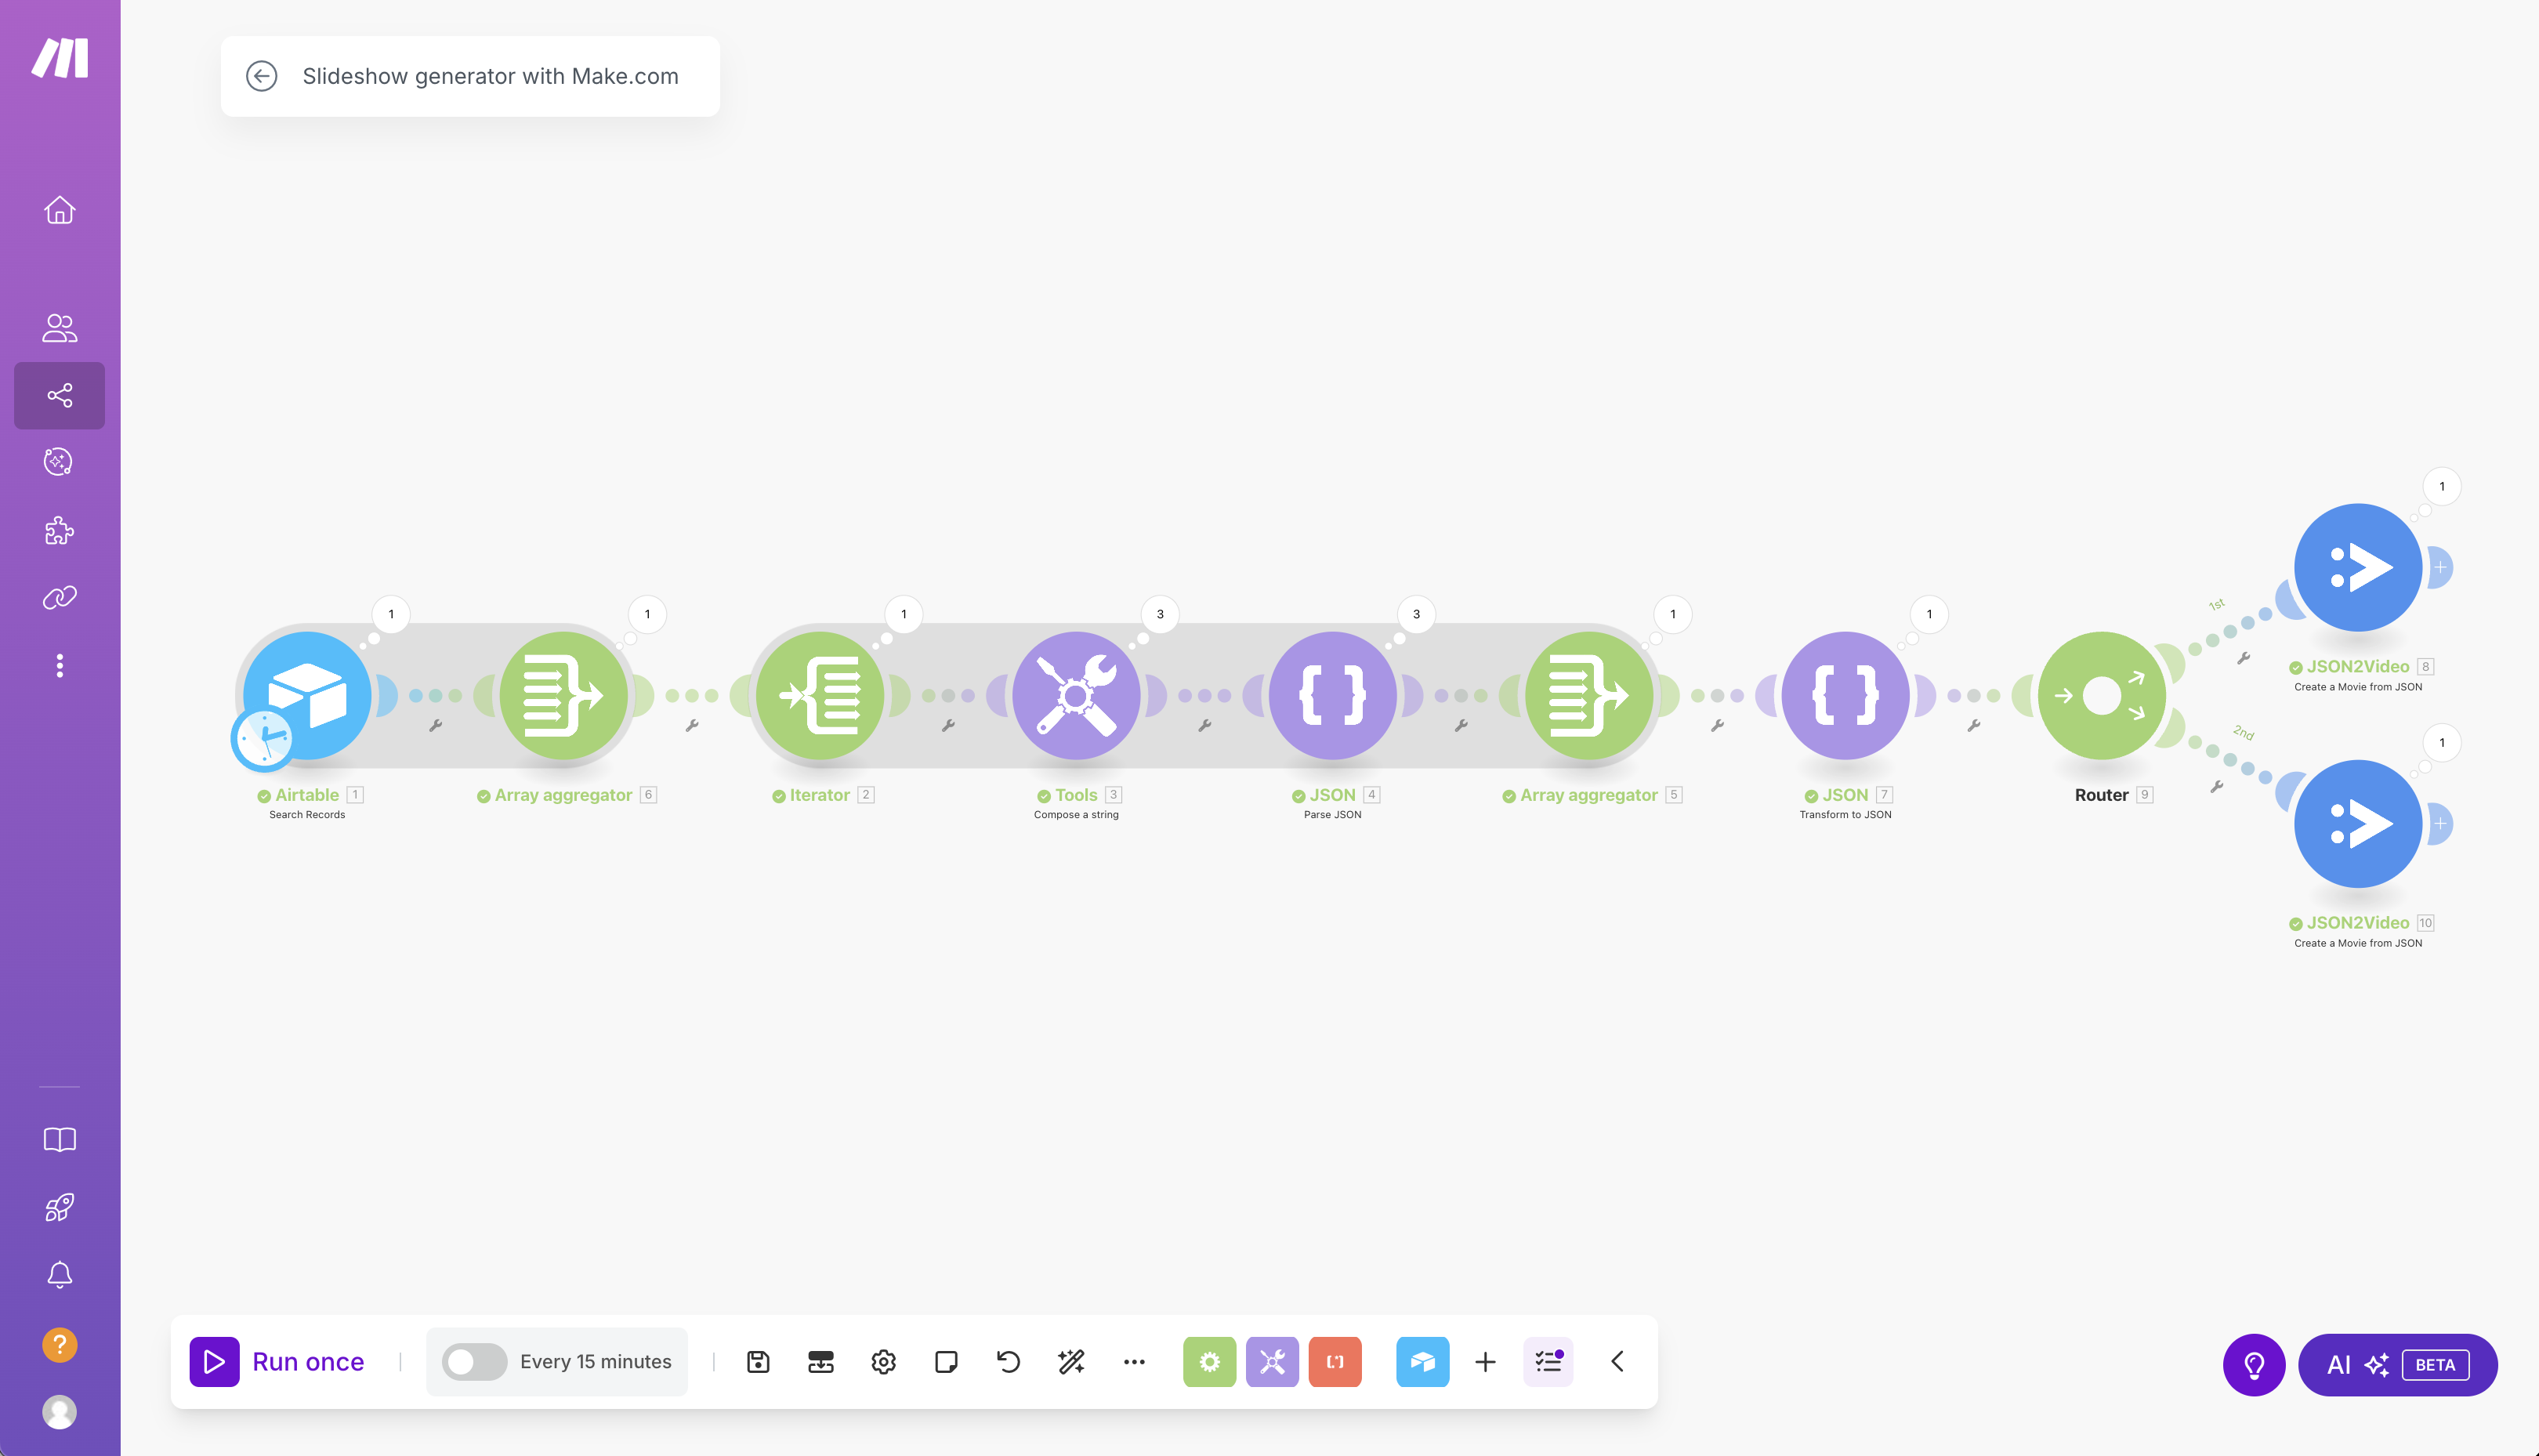 Slideshow generator with Make.com
1
1
1
3
3
1
1
1
1
1st
2nd
Airtable 1
Search Records
Array aggregator 6
Iterator 2
Tools 3
Compose a string
JSON 4
Parse JSON
Array aggregator 5
JSON 7
Transform to JSON
Router 9
JSON2Video 8
Create a Movie from JSON
JSON2Video 10
Create a Movie from JSON
?
Run once
Every 15 minutes
AI BETA